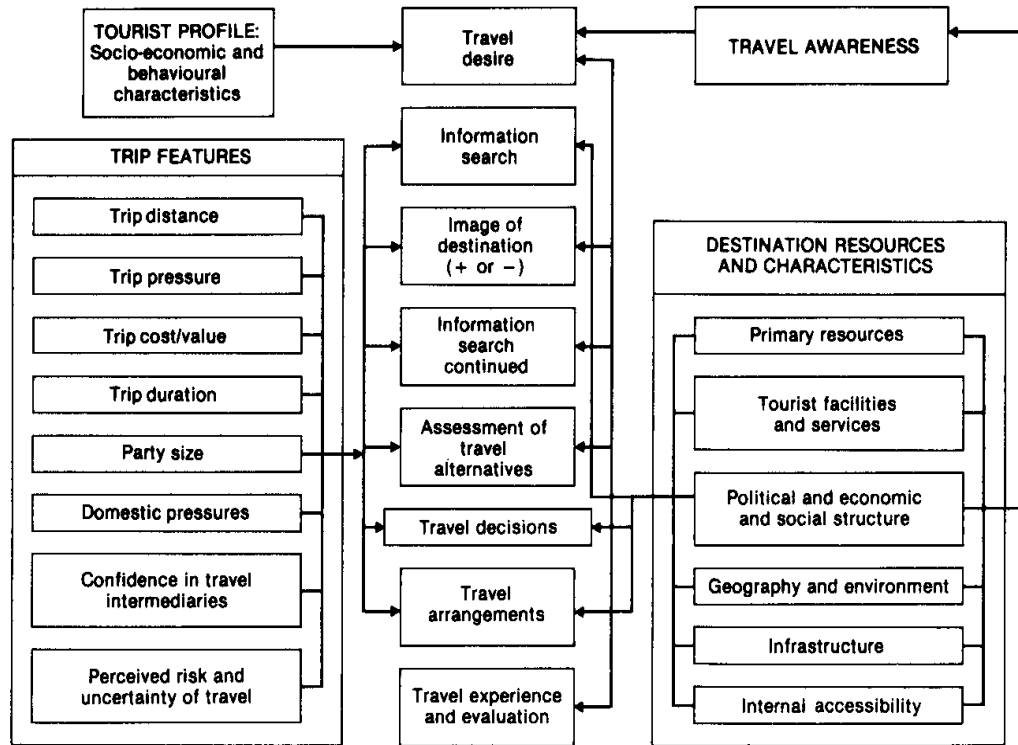 TOURIST PROFILE:
Socio-economic and
behavioural
characteristics
Travel
desire
TRAVEL AWARENESS
TRIP FEATURES
Trip distance
Trip pressure
Trip cost/value
Trip duration
Party size
Domestic pressures
Confidence in travel
intermediaries
Perceived risk and
uncertainty of travel
Information
search
Image of
destination
(+ or −)
Information
search
continued
Assessment of
travel
alternatives
Travel decisions
Travel
arrangements
Travel experience
and evaluation
DESTINATION RESOURCES
AND CHARACTERISTICS
Primary resources
Tourist facilities
and services
Political and economic
and social structure
Geography and environment
Infrastructure
Internal accessibility